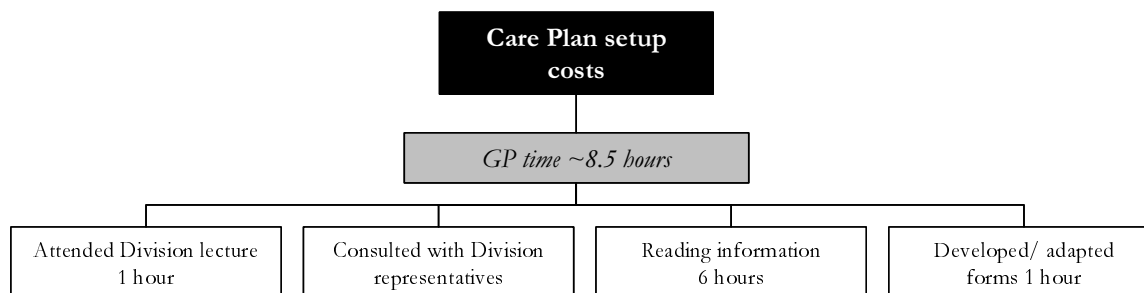 Care Plan setup
costs
GP time ~8.5 hours
Attended Division lecture
1 hour
Consulted with Division
representatives
Reading information
6 hours
Developed/ adapted
forms 1 hour